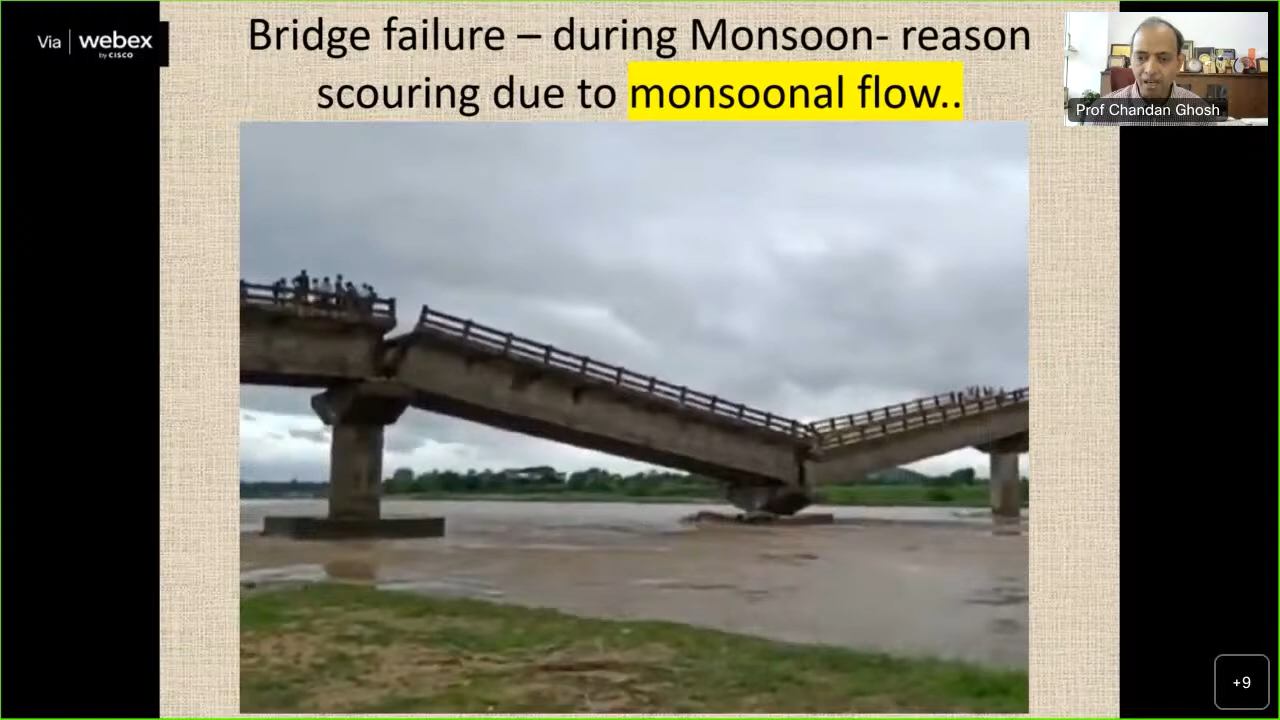 Via | webex
by CISCO
Bridge failure – during Monsoon- reason
scouring due to monsoonal flow..
Prof Chandan Ghosh
+9